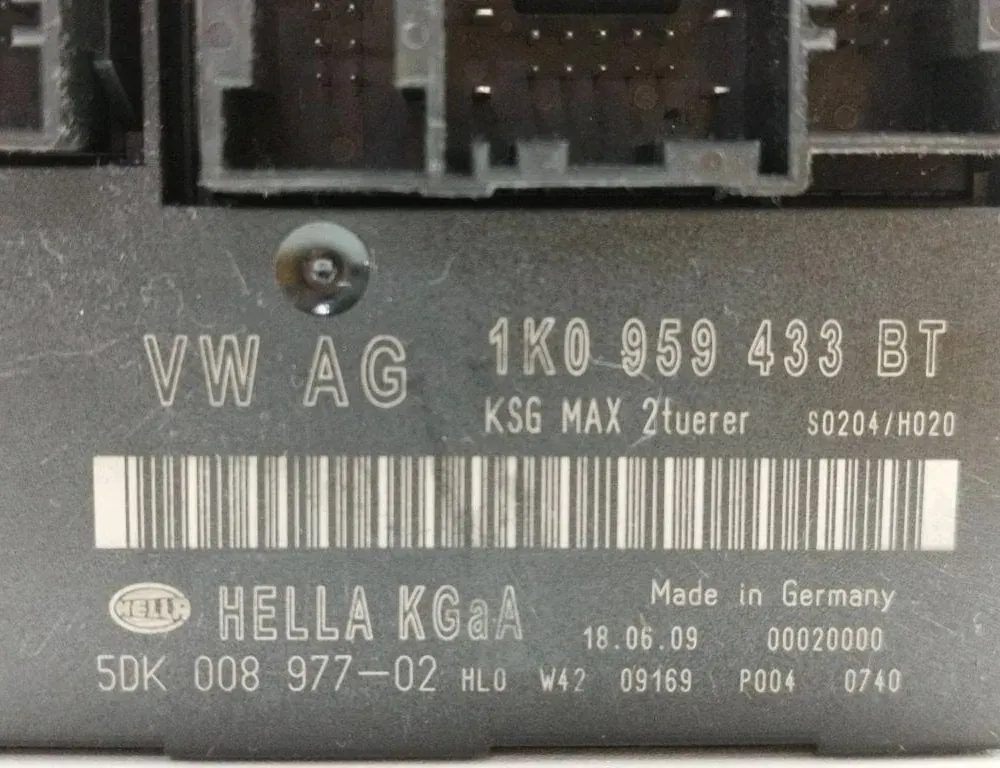 VW AG 1K0 959 433 BT
KSG MAX 2tuerer S0204/H020
HELLA HELLA KGaA Made in Germany
18.06.09 00020000
5DK 008 977-02 HLO W42 09169 P004 0740